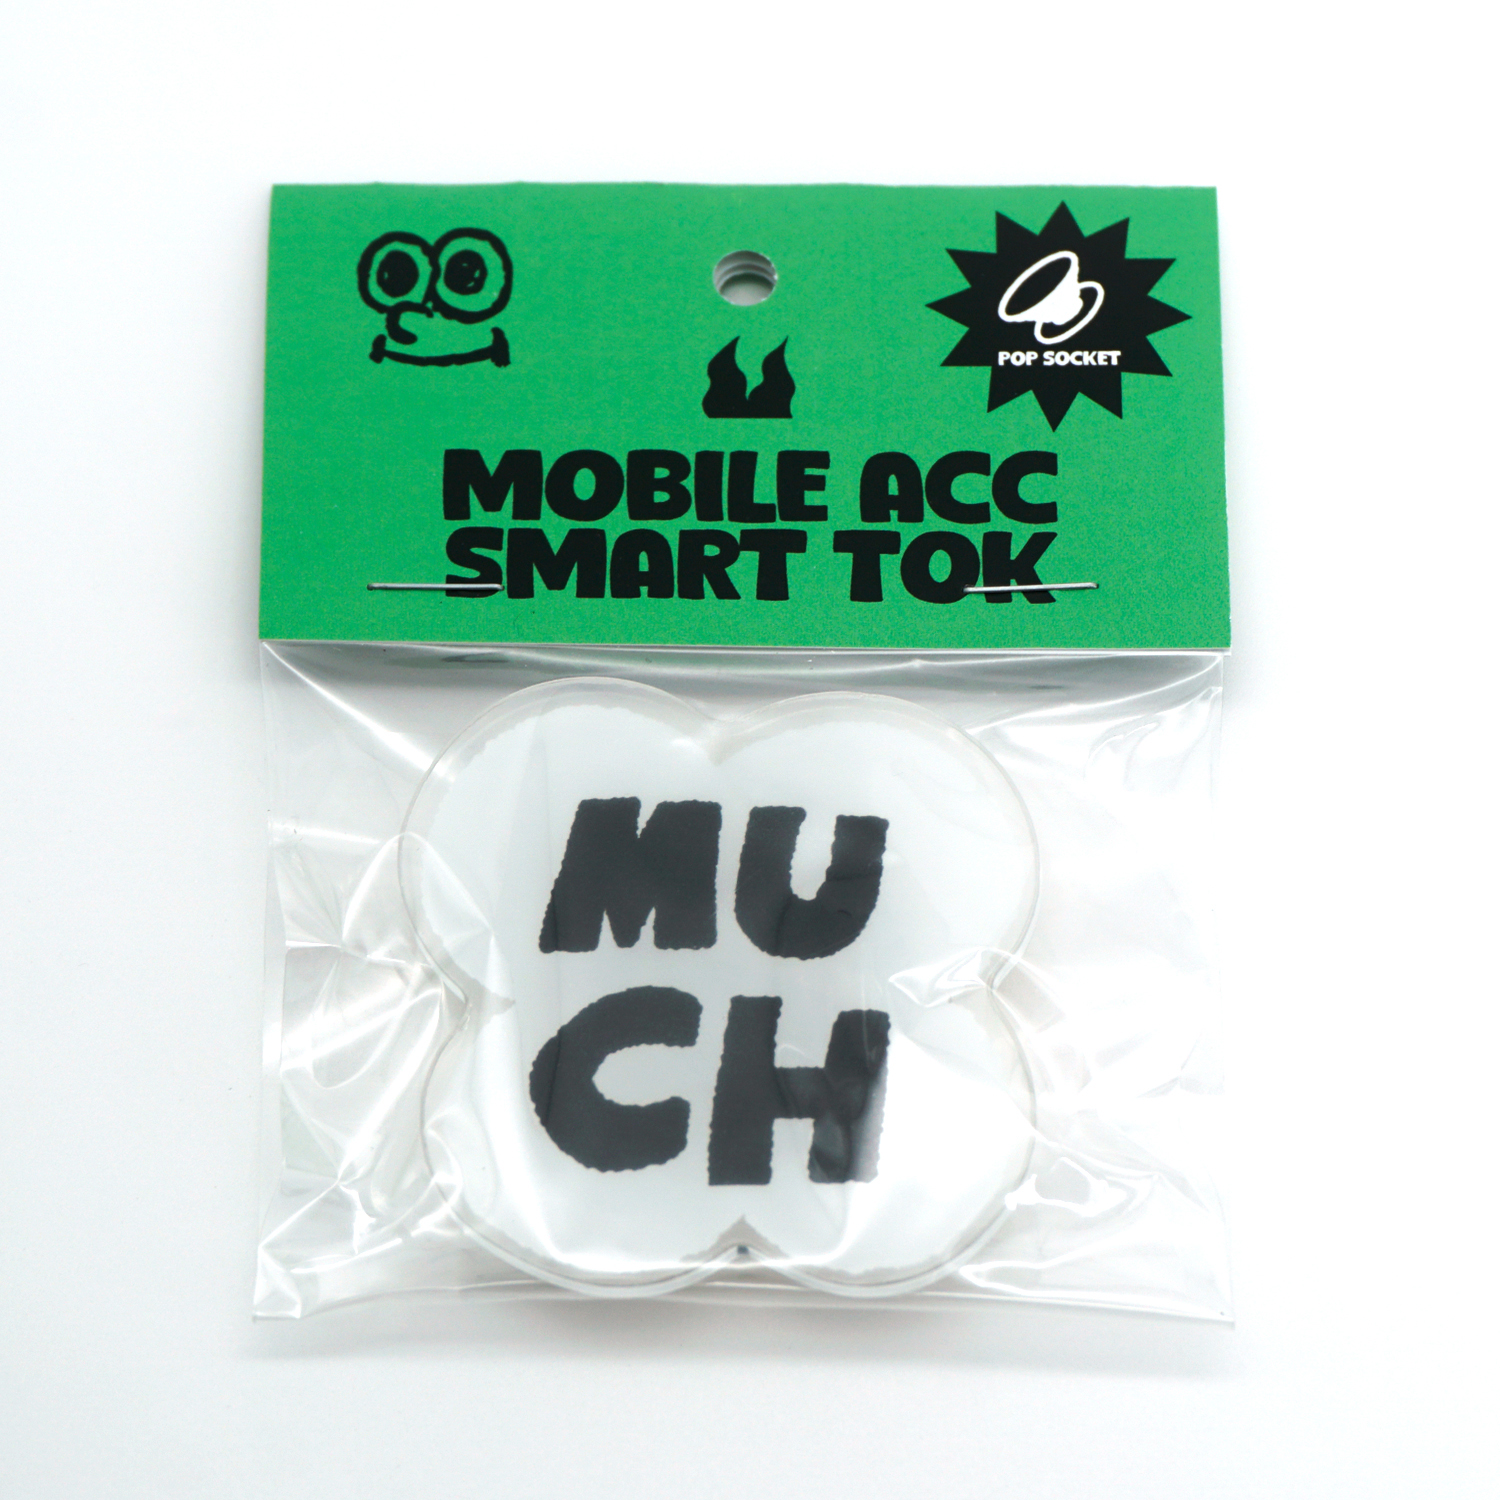 POP SOCKET
MOBILE ACC
SMART TOK
MU
CH